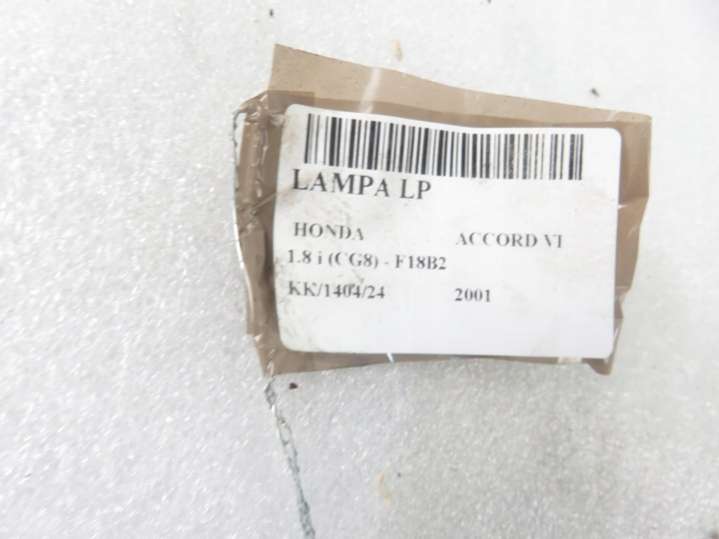 LAMPA LP
HONDA ACCORD VI
1.8 i (CG8) - F18B2
KK/1404/24 2001